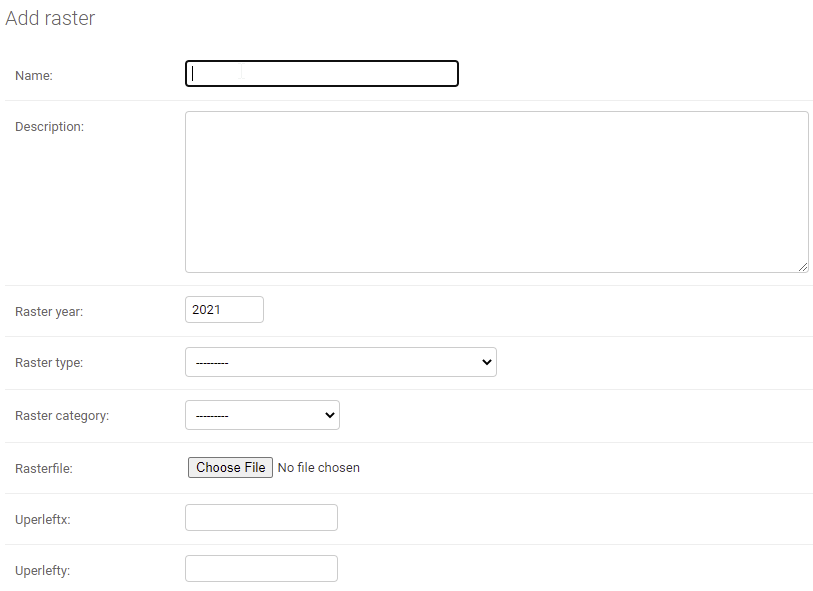 Add raster
Name:
Description:
Raster year:
2021
Raster type:
---------
Raster category:
---------
Rasterfile:
Choose File No file chosen
Uperleftx:
Uperlefty: